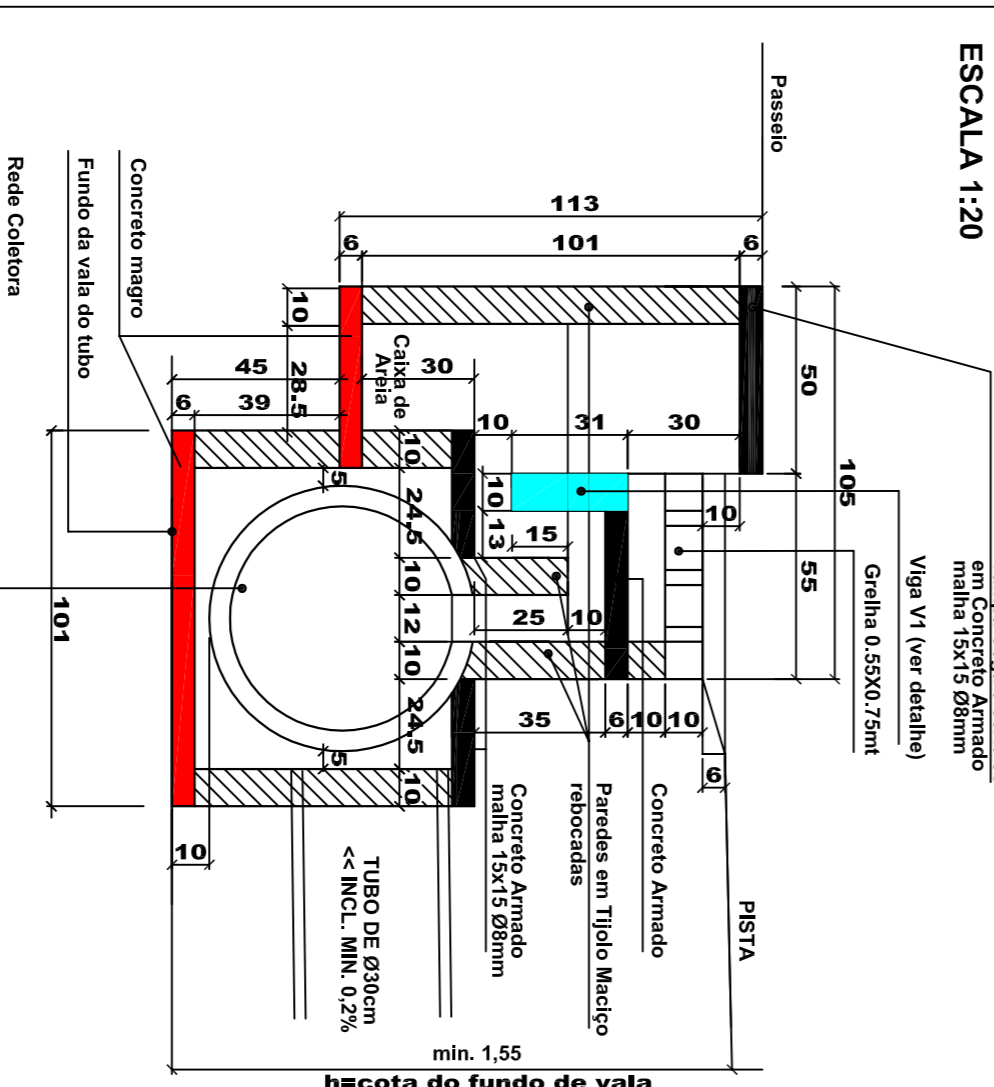 ESCALA 1:20
Passeio
em Concreto Armado
malha 15x15 Ø8mm
Viga V1 (ver detalhe)
Grelha 0.55X0.75mt
Concreto Armado
Paredes em Tijolo Maciço
rebocadas
Concreto Armado
malha 15x15 Ø8mm
PISTA
TUBO DE Ø30cm
<< INCL. MIN. 0,2%
Concreto magro
Fundo da vala do tubo
Rede Coletora
Caixa de
Areia
113
6
101
6
10
28.5
45
30
6
39
10
31
30
50
105
55
10
10
24,5
10
12
10
24,5
10
5
5
10
13
15
25
10
35
6
10
10
6
101
10
min. 1,55
h=cota do fundo de vala